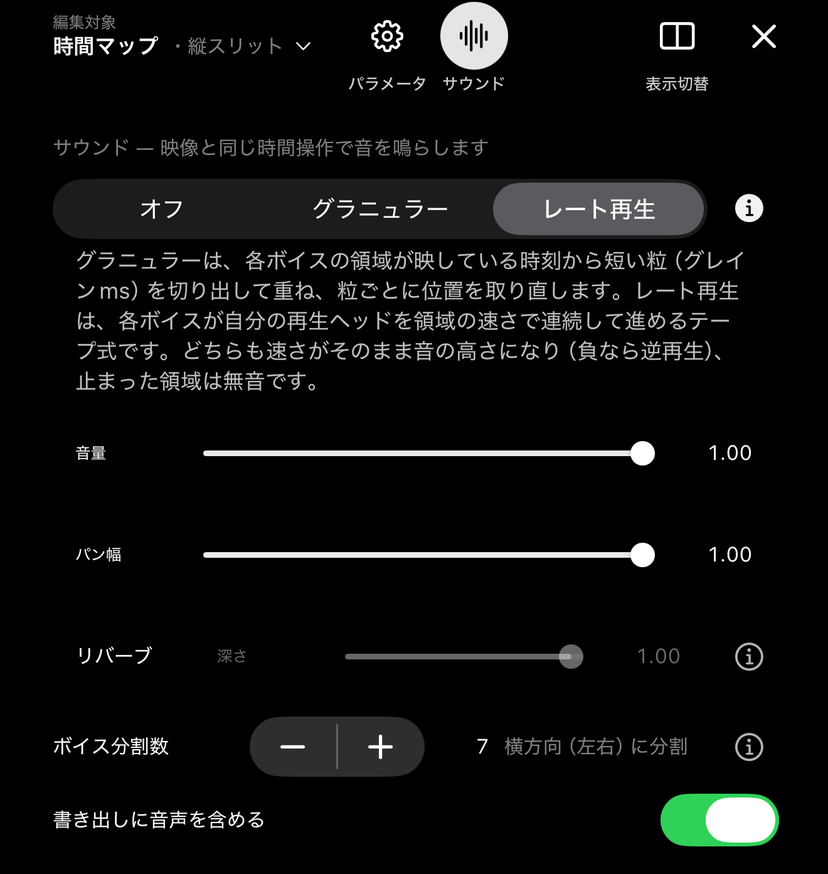 編集対象
時間マップ ・縦スリット
パラメータ
サウンド
表示切替
サウンド — 映像と同じ時間操作で音を鳴らします
オフ
グラニュラー
レート再生
グラニュラーは、各ボイスの領域が映している時刻から短い粒（グレイ
ンms）を切り出して重ね、粒ごとに位置を取り直します。レート再生
は、各ボイスが自分の再生ヘッドを領域の速さで連続して進めるテー
プ式です。どちらも速さがそのまま音の高さになり（負なら逆再生）、
止まった領域は無音です。
音量 1.00
パン幅 1.00
リバーブ 深さ 1.00
ボイス分割数 − + 7 横方向（左右）に分割
書き出しに音声を含める